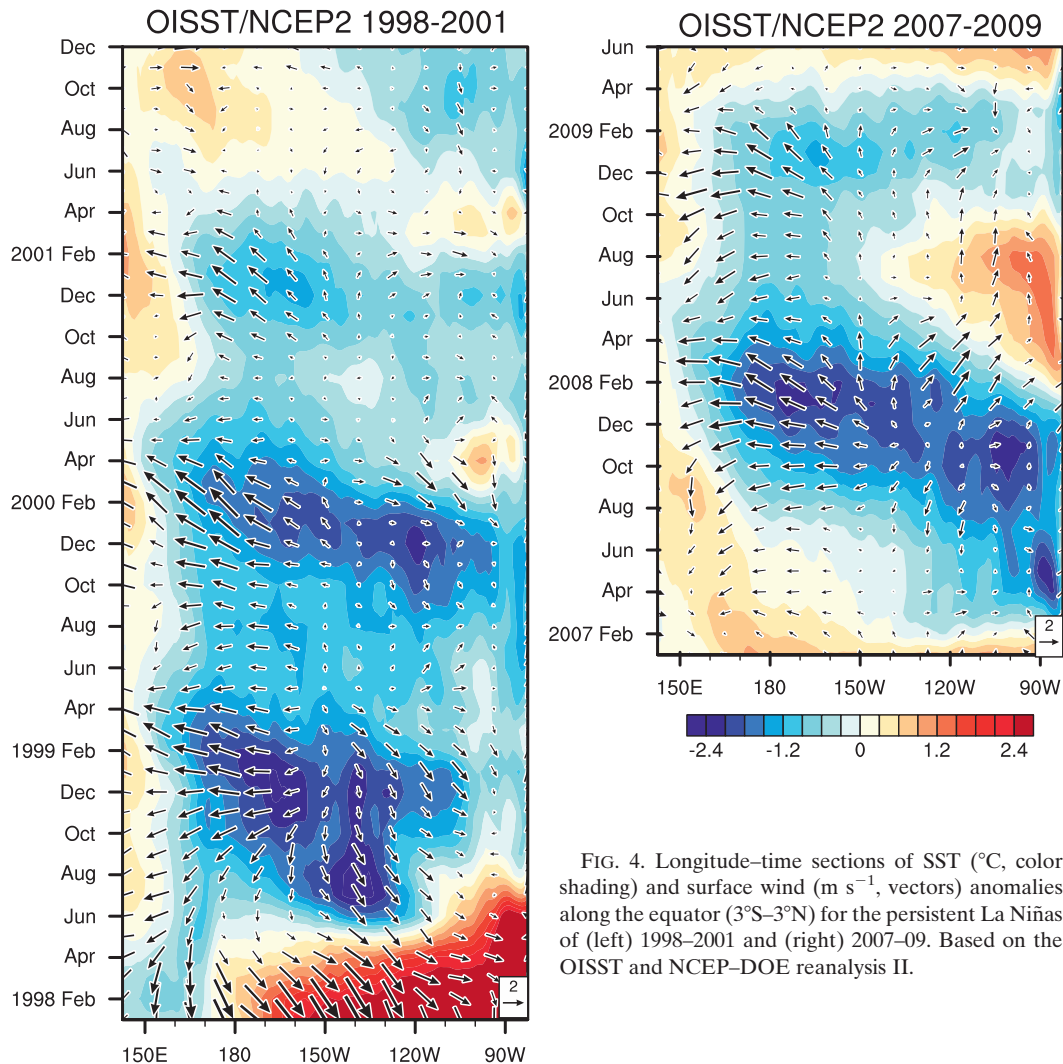 OISST/NCEP2 1998-2001
Dec
Oct
Aug
Jun
Apr
2001 Feb
Dec
Oct
Aug
Jun
Apr
2000 Feb
Dec
Oct
Aug
Jun
Apr
1999 Feb
Dec
Oct
Aug
Jun
Apr
1998 Feb
2
150E 180 150W 120W 90W
OISST/NCEP2 2007-2009
Jun
Apr
2009 Feb
Dec
Oct
Aug
Jun
Apr
2008 Feb
Dec
Oct
Aug
Jun
Apr
2007 Feb
2
150E 180 150W 120W 90W
-2.4 -1.2 0 1.2 2.4
FIG. 4. Longitude–time sections of SST (°C, color
shading) and surface wind (m s⁻¹, vectors) anomalies
along the equator (3°S–3°N) for the persistent La Niñas
of (left) 1998–2001 and (right) 2007–09. Based on the
OISST and NCEP–DOE reanalysis II.